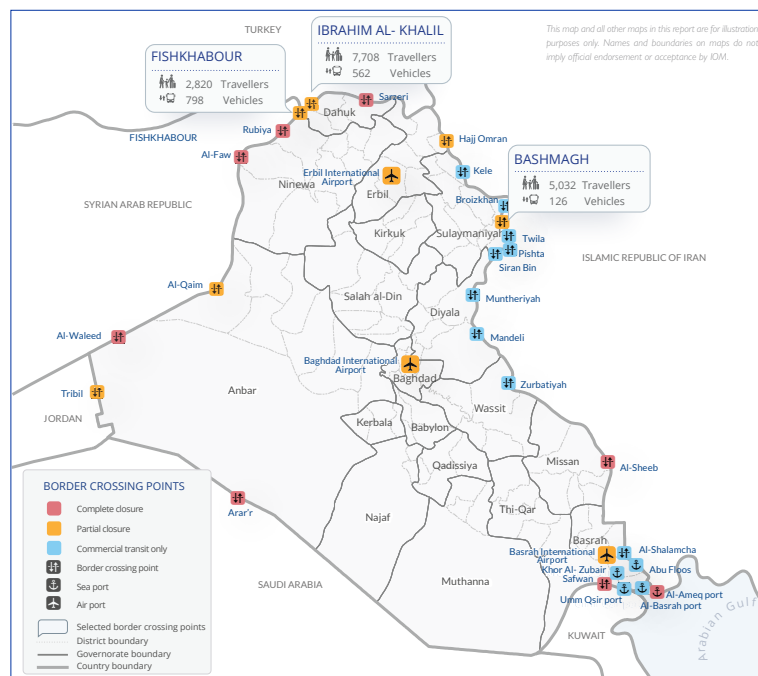 TURKEY
This map and all other maps in this report are for illustration
purposes only. Names and boundaries on maps do not
imply official endorsement or acceptance by IOM.
IBRAHIM AL- KHALIL
7,708 Travellers
562 Vehicles
FISHKHABOUR
2,820 Travellers
798 Vehicles
Sarzeri
Dahuk
Rubiya
FISHKHABOUR
Al-Faw
Hajj Omran
Kele
BASHMAGH
5,032 Travellers
126 Vehicles
Erbil International
Airport
Ninewa
Erbil
Broizkhan
SYRIAN ARAB REPUBLIC
Kirkuk
Sulaymaniyah
Twila
Pishta
Siran Bin
ISLAMIC REPUBLIC OF IRAN
Al-Qaim
Salah al-Din
Muntheriyah
Diyala
Al-Waleed
Mandeli
Baghdad International
Airport
Baghdad
Zurbatiyah
Anbar
Tribil
JORDAN
Wassit
Kerbala
Babylon
Qadissiya
Missan
Al-Sheeb
Arar'r
Najaf
Thi-Qar
Basrah
Basrah International
Airport
Al-Shalamcha
Khor Al- Zubair
Abu Floos
Safwan
Muthanna
Umm Qsir port
Al-Ameq port
Al-Basrah port
SAUDI ARABIA
KUWAIT
Arabian Gulf
BORDER CROSSING POINTS
Complete closure
Partial closure
Commercial transit only
Border crossing point
Sea port
Air port
Selected border crossing points
District boundary
Governorate boundary
Country boundary